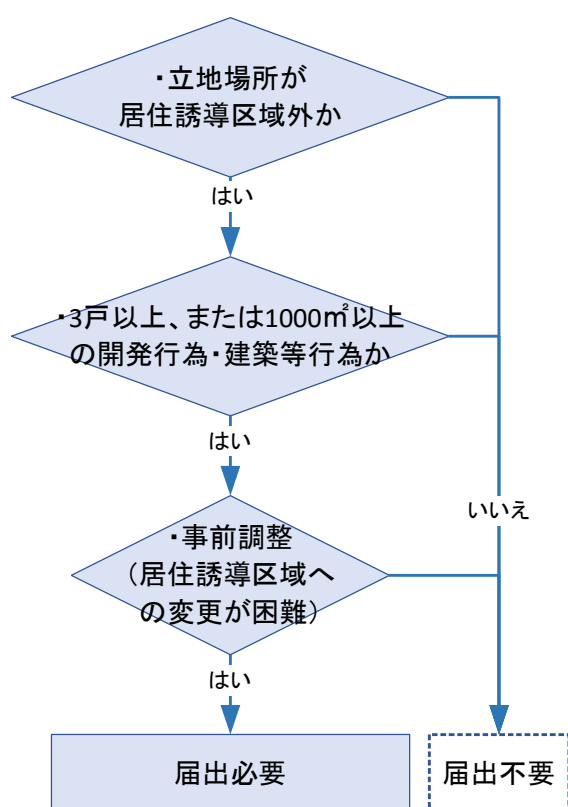 ・立地場所が
居住誘導区域外か
はい
・3戸以上、または1000㎡以上
の開発行為・建築等行為か
はい
いいえ
・事前調整
（居住誘導区域へ
の変更が困難）
はい
届出必要
届出不要